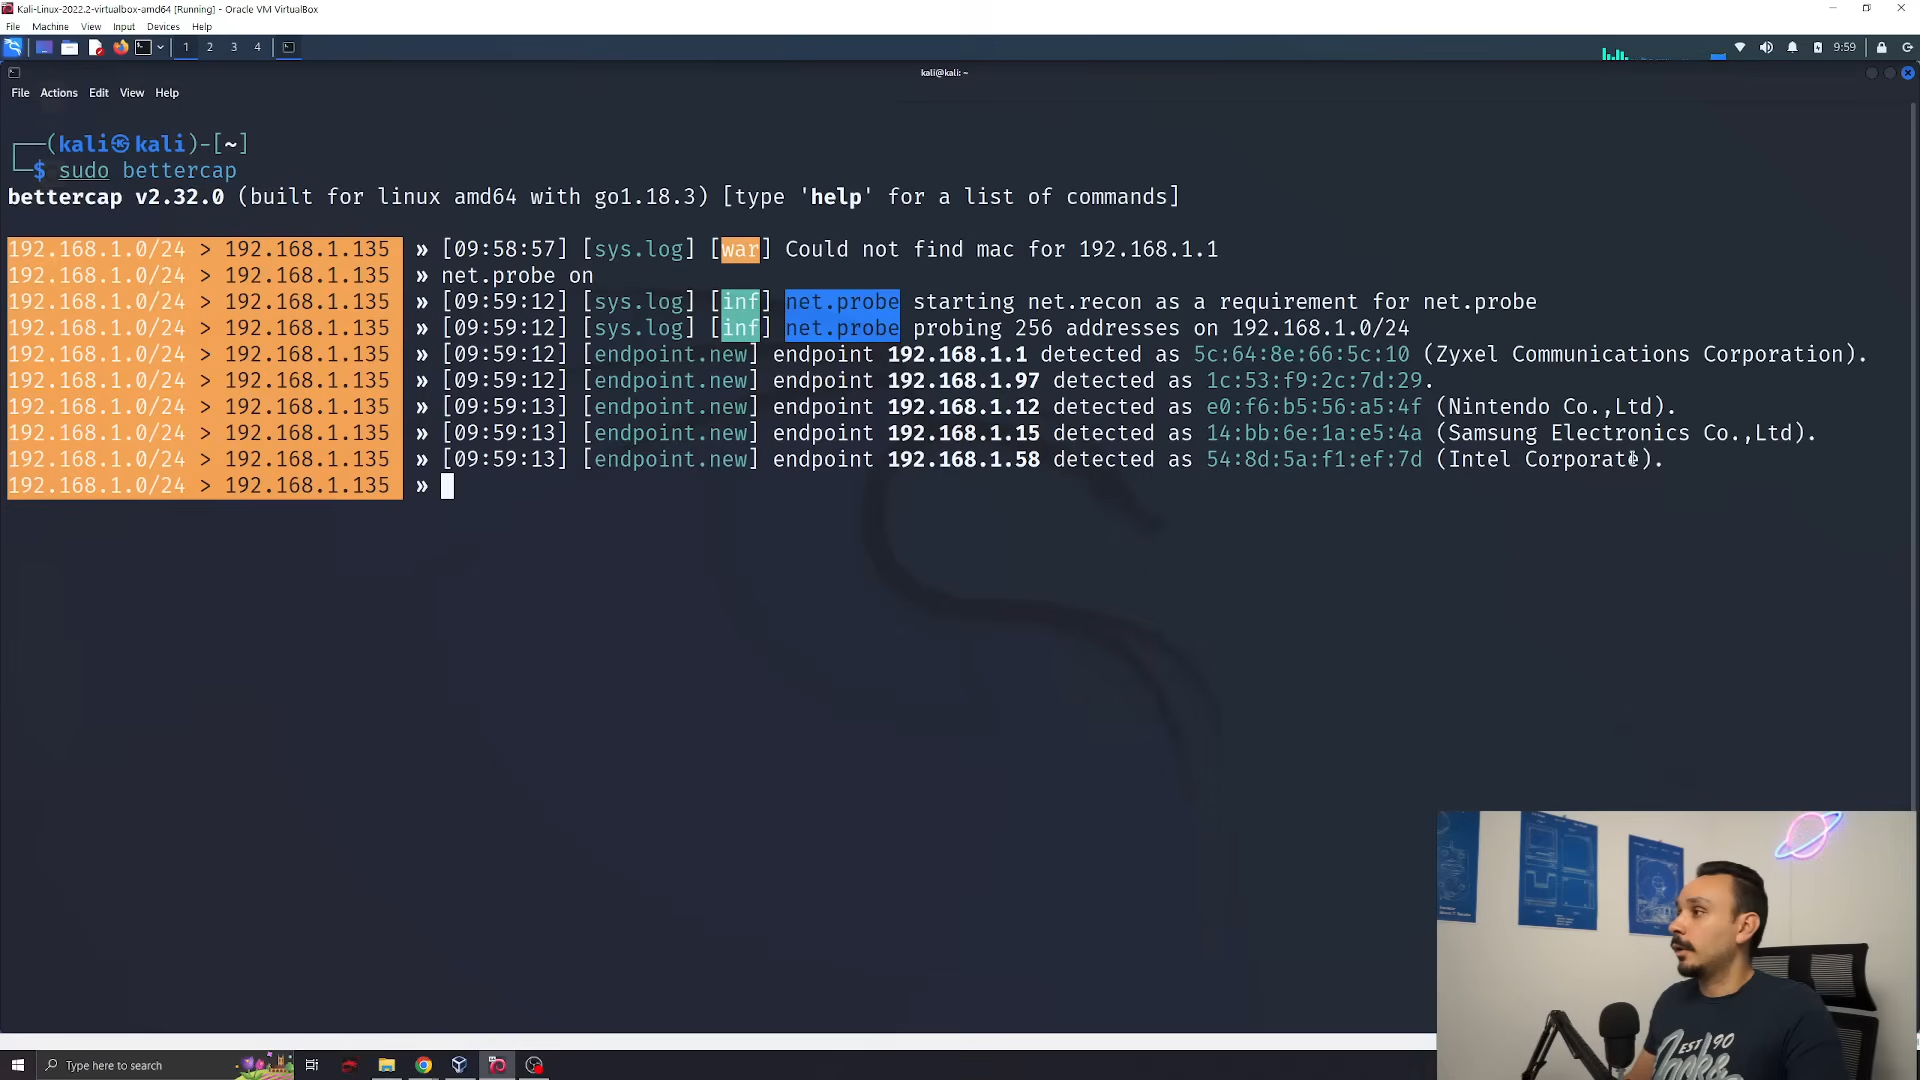 Kali-Linux-2022.2-virtualbox-amd64 [Running] - Oracle VM VirtualBox
File Machine View Input Devices Help
1 2 3 4
9:59
kali@kali: ~
File Actions Edit View Help
(kali㉿kali)-[~]
$ sudo bettercap
bettercap v2.32.0 (built for linux amd64 with go1.18.3) [type 'help' for a list of commands]
192.168.1.0/24 > 192.168.1.135 » [09:58:57] [sys.log] [war] Could not find mac for 192.168.1.1
192.168.1.0/24 > 192.168.1.135 » net.probe on
192.168.1.0/24 > 192.168.1.135 » [09:59:12] [sys.log] [inf] net.probe starting net.recon as a requirement for net.probe
192.168.1.0/24 > 192.168.1.135 » [09:59:12] [sys.log] [inf] net.probe probing 256 addresses on 192.168.1.0/24
192.168.1.0/24 > 192.168.1.135 » [09:59:12] [endpoint.new] endpoint 192.168.1.1 detected as 5c:64:8e:66:5c:10 (Zyxel Communications Corporation).
192.168.1.0/24 > 192.168.1.135 » [09:59:12] [endpoint.new] endpoint 192.168.1.97 detected as 1c:53:f9:2c:7d:29.
192.168.1.0/24 > 192.168.1.135 » [09:59:13] [endpoint.new] endpoint 192.168.1.12 detected as e0:f6:b5:56:a5:4f (Nintendo Co.,Ltd).
192.168.1.0/24 > 192.168.1.135 » [09:59:13] [endpoint.new] endpoint 192.168.1.15 detected as 14:bb:6e:1a:e5:4a (Samsung Electronics Co.,Ltd).
192.168.1.0/24 > 192.168.1.135 » [09:59:13] [endpoint.new] endpoint 192.168.1.58 detected as 54:8d:5a:f1:ef:7d (Intel Corporate).
192.168.1.0/24 > 192.168.1.135 »
EST 90
Type here to search